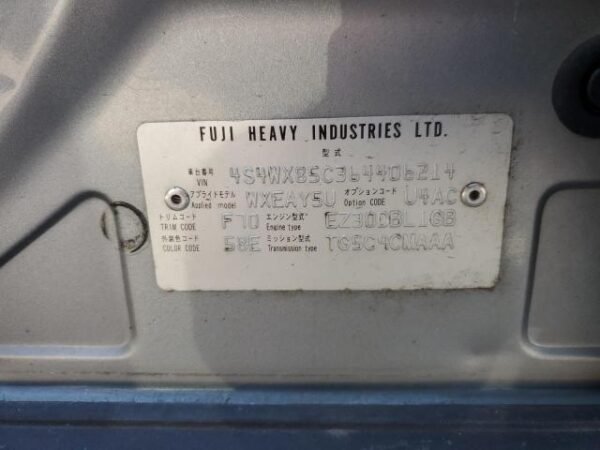 FUJI HEAVY INDUSTRIES LTD.
型式
車台番号 VIN 4S4WX85C364406214
アプライドモデル Applied model WXEAY5U オプションコード Option code U4AC
トリムコード TRIM CODE F10 エンジン型式 Engine type EZ30DBL1GB
外装色コード COLOR CODE 58E ミッション型式 Transmission type TG5C4CNAAA